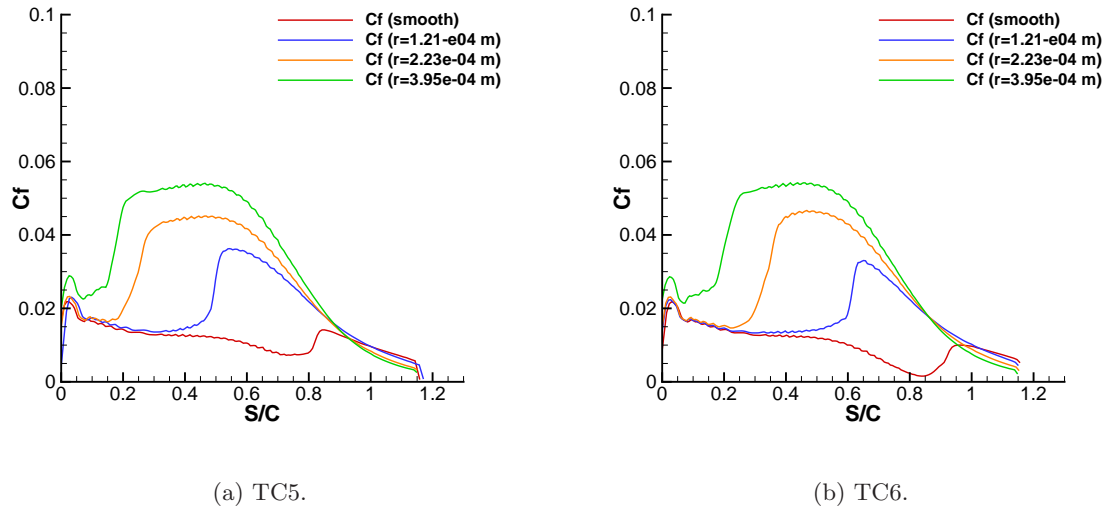 0.1
0.08
0.06
0.04
0.02
0
Cf
0 0.2 0.4 0.6 0.8 1 1.2
S/C
Cf (smooth)
Cf (r=1.21-e04 m)
Cf (r=2.23e-04 m)
Cf (r=3.95e-04 m)
(a) TC5.
0.1
0.08
0.06
0.04
0.02
0
Cf
0 0.2 0.4 0.6 0.8 1 1.2
S/C
Cf (smooth)
Cf (r=1.21-e04 m)
Cf (r=2.23e-04 m)
Cf (r=3.95e-04 m)
(b) TC6.